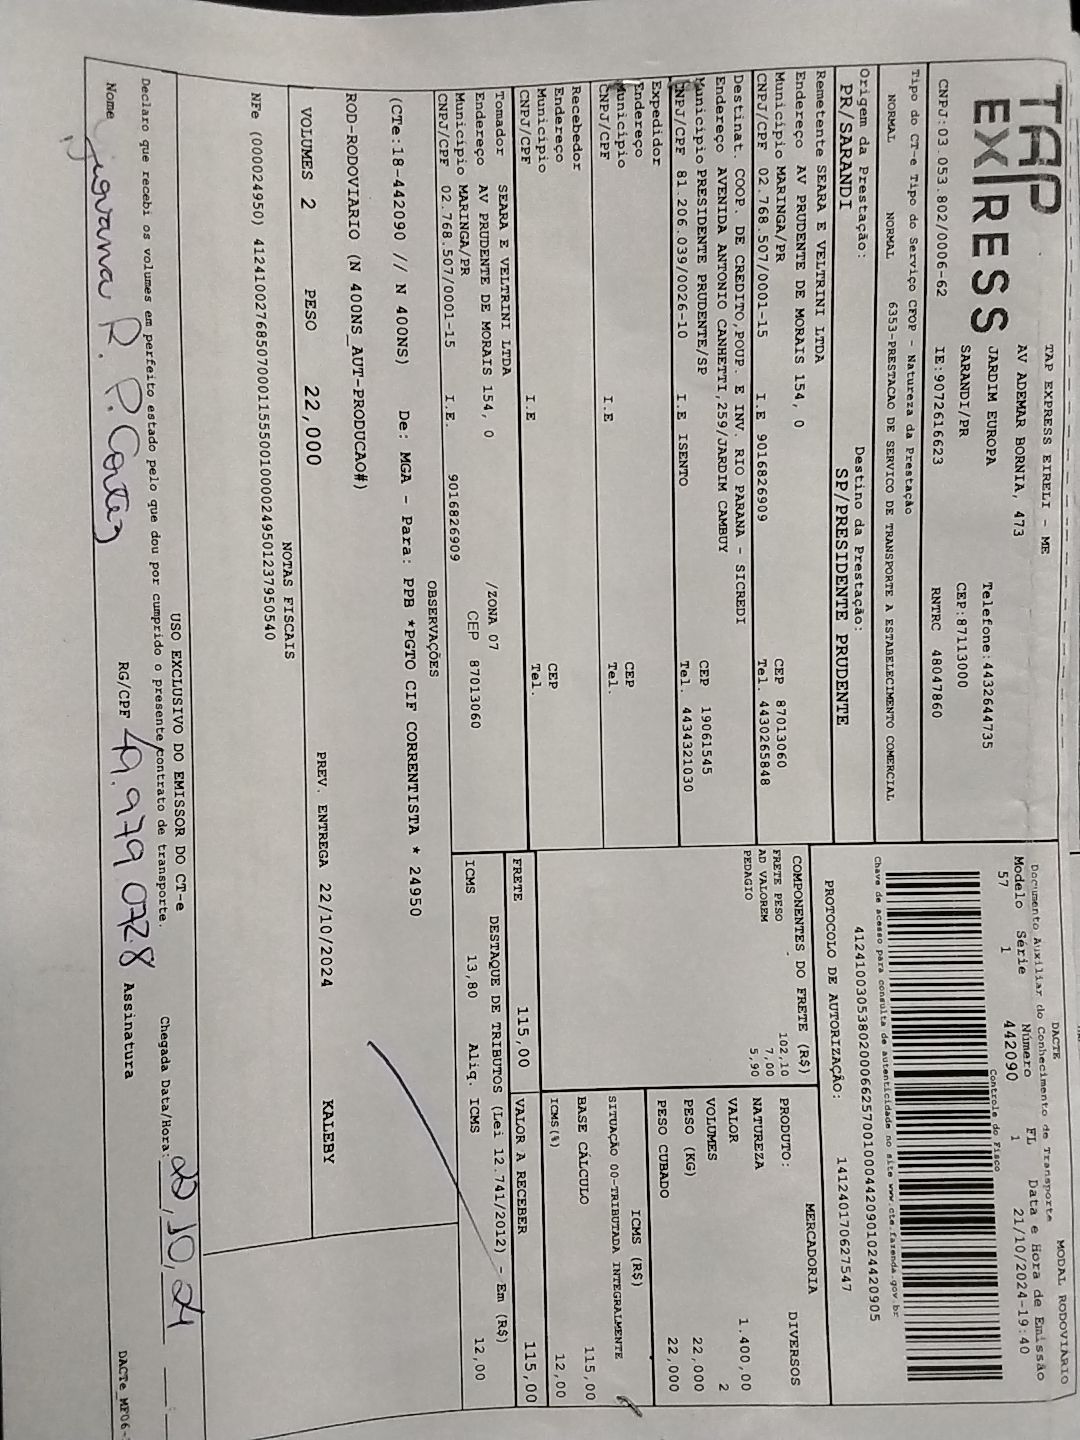 TAP
EXPRESS
TAP EXPRESS EIRELI - ME
AV ADEMAR BORNIA, 473
JARDIM EUROPA
SARANDI/PR
Telefone:4432644735
CEP:87113000
CNPJ:03.053.802/0006-62 IE:9072616623 RNTRC 48047860
DACTE MODAL RODOVIÁRIO
Documento Auxiliar do Conhecimento de Transporte
Modelo Série Número FL Data e Hora de Emissão
57 1 442090 1 21/10/2024-19:40
Controle do Fisco
Chave de acesso para consulta de autenticidade no site www.cte.fazenda.gov.br
PROTOCOLO DE AUTORIZAÇÃO: 141240170627547
Tipo do CT-e Tipo do Serviço CFOP - Natureza da Prestação
NORMAL NORMAL 6353-PRESTACAO DE SERVICO DE TRANSPORTE A ESTABELECIMENTO COMERCIAL
Origem da Prestação: Destino da Prestação:
PR/SARANDI SP/PRESIDENTE PRUDENTE
Remetente SEARA E VELTRINI LTDA
Endereço AV PRUDENTE DE MORAIS 154, 0
Município MARINGA/PR CEP 87013060
CNPJ/CPF 02.768.507/0001-15 I.E 9016826909 Tel. 4430265848
Destinat. COOP. DE CREDITO,POUP. E INV. RIO PARANA - SICREDI
Endereço AVENIDA ANTONIO CANHETTI,259/JARDIM CAMBUY
Município PRESIDENTE PRUDENTE/SP CEP 19061545
CNPJ/CPF 81.206.039/0026-10 I.E ISENTO Tel. 4434321030
Expedidor
Endereço
Município CEP
CNPJ/CPF I.E Tel.
Recebedor
Endereço
Município CEP
CNPJ/CPF I.E Tel.
Tomador SEARA E VELTRINI LTDA
Endereço AV PRUDENTE DE MORAIS 154, 0 /ZONA 07
Município MARINGA/PR CEP 87013060
CNPJ/CPF 02.768.507/0001-15 I.E. 9016826909
COMPONENTES DO FRETE (R$)
FRETE PESO 102,10
AD VALOREM 7,00
PEDAGIO 5,90
MERCADORIA
PRODUTO: DIVERSOS
NATUREZA
VALOR 1.400,00
VOLUMES 2
PESO (KG) 22,000
PESO CUBADO 22,000
ICMS (R$)
SITUAÇÃO 00-TRIBUTADA INTEGRALMENTE
BASE CÁLCULO 115,00
ICMS(%) 12,00
FRETE 115,00 VALOR A RECEBER 115,00
DESTAQUE DE TRIBUTOS (Lei 12.741/2012) - Em (R$)
ICMS 13,80 Aliq. ICMS 12,00
OBSERVAÇÕES
(CTe:18-442090 // N 400NS) De: MGA - Para: PPB *PGTO CIF CORRENTISTA * 24950
ROD-RODOVIARIO (N 400NS_AUT-PRODUCAO#)
VOLUMES 2 PESO 22,000 PREV. ENTREGA 22/10/2024 KALEBY
NOTAS FISCAIS
NFe (000024950) 41241002768507000115550010000249501237950540
USO EXCLUSIVO DO EMISSOR DO CT-e
Declaro que recebi os volumes em perfeito estado pelo que dou por cumprido o presente contrato de transporte. Chegada Data/Hora:
Nome RG/CPF 49.979.072.8 Assinatura